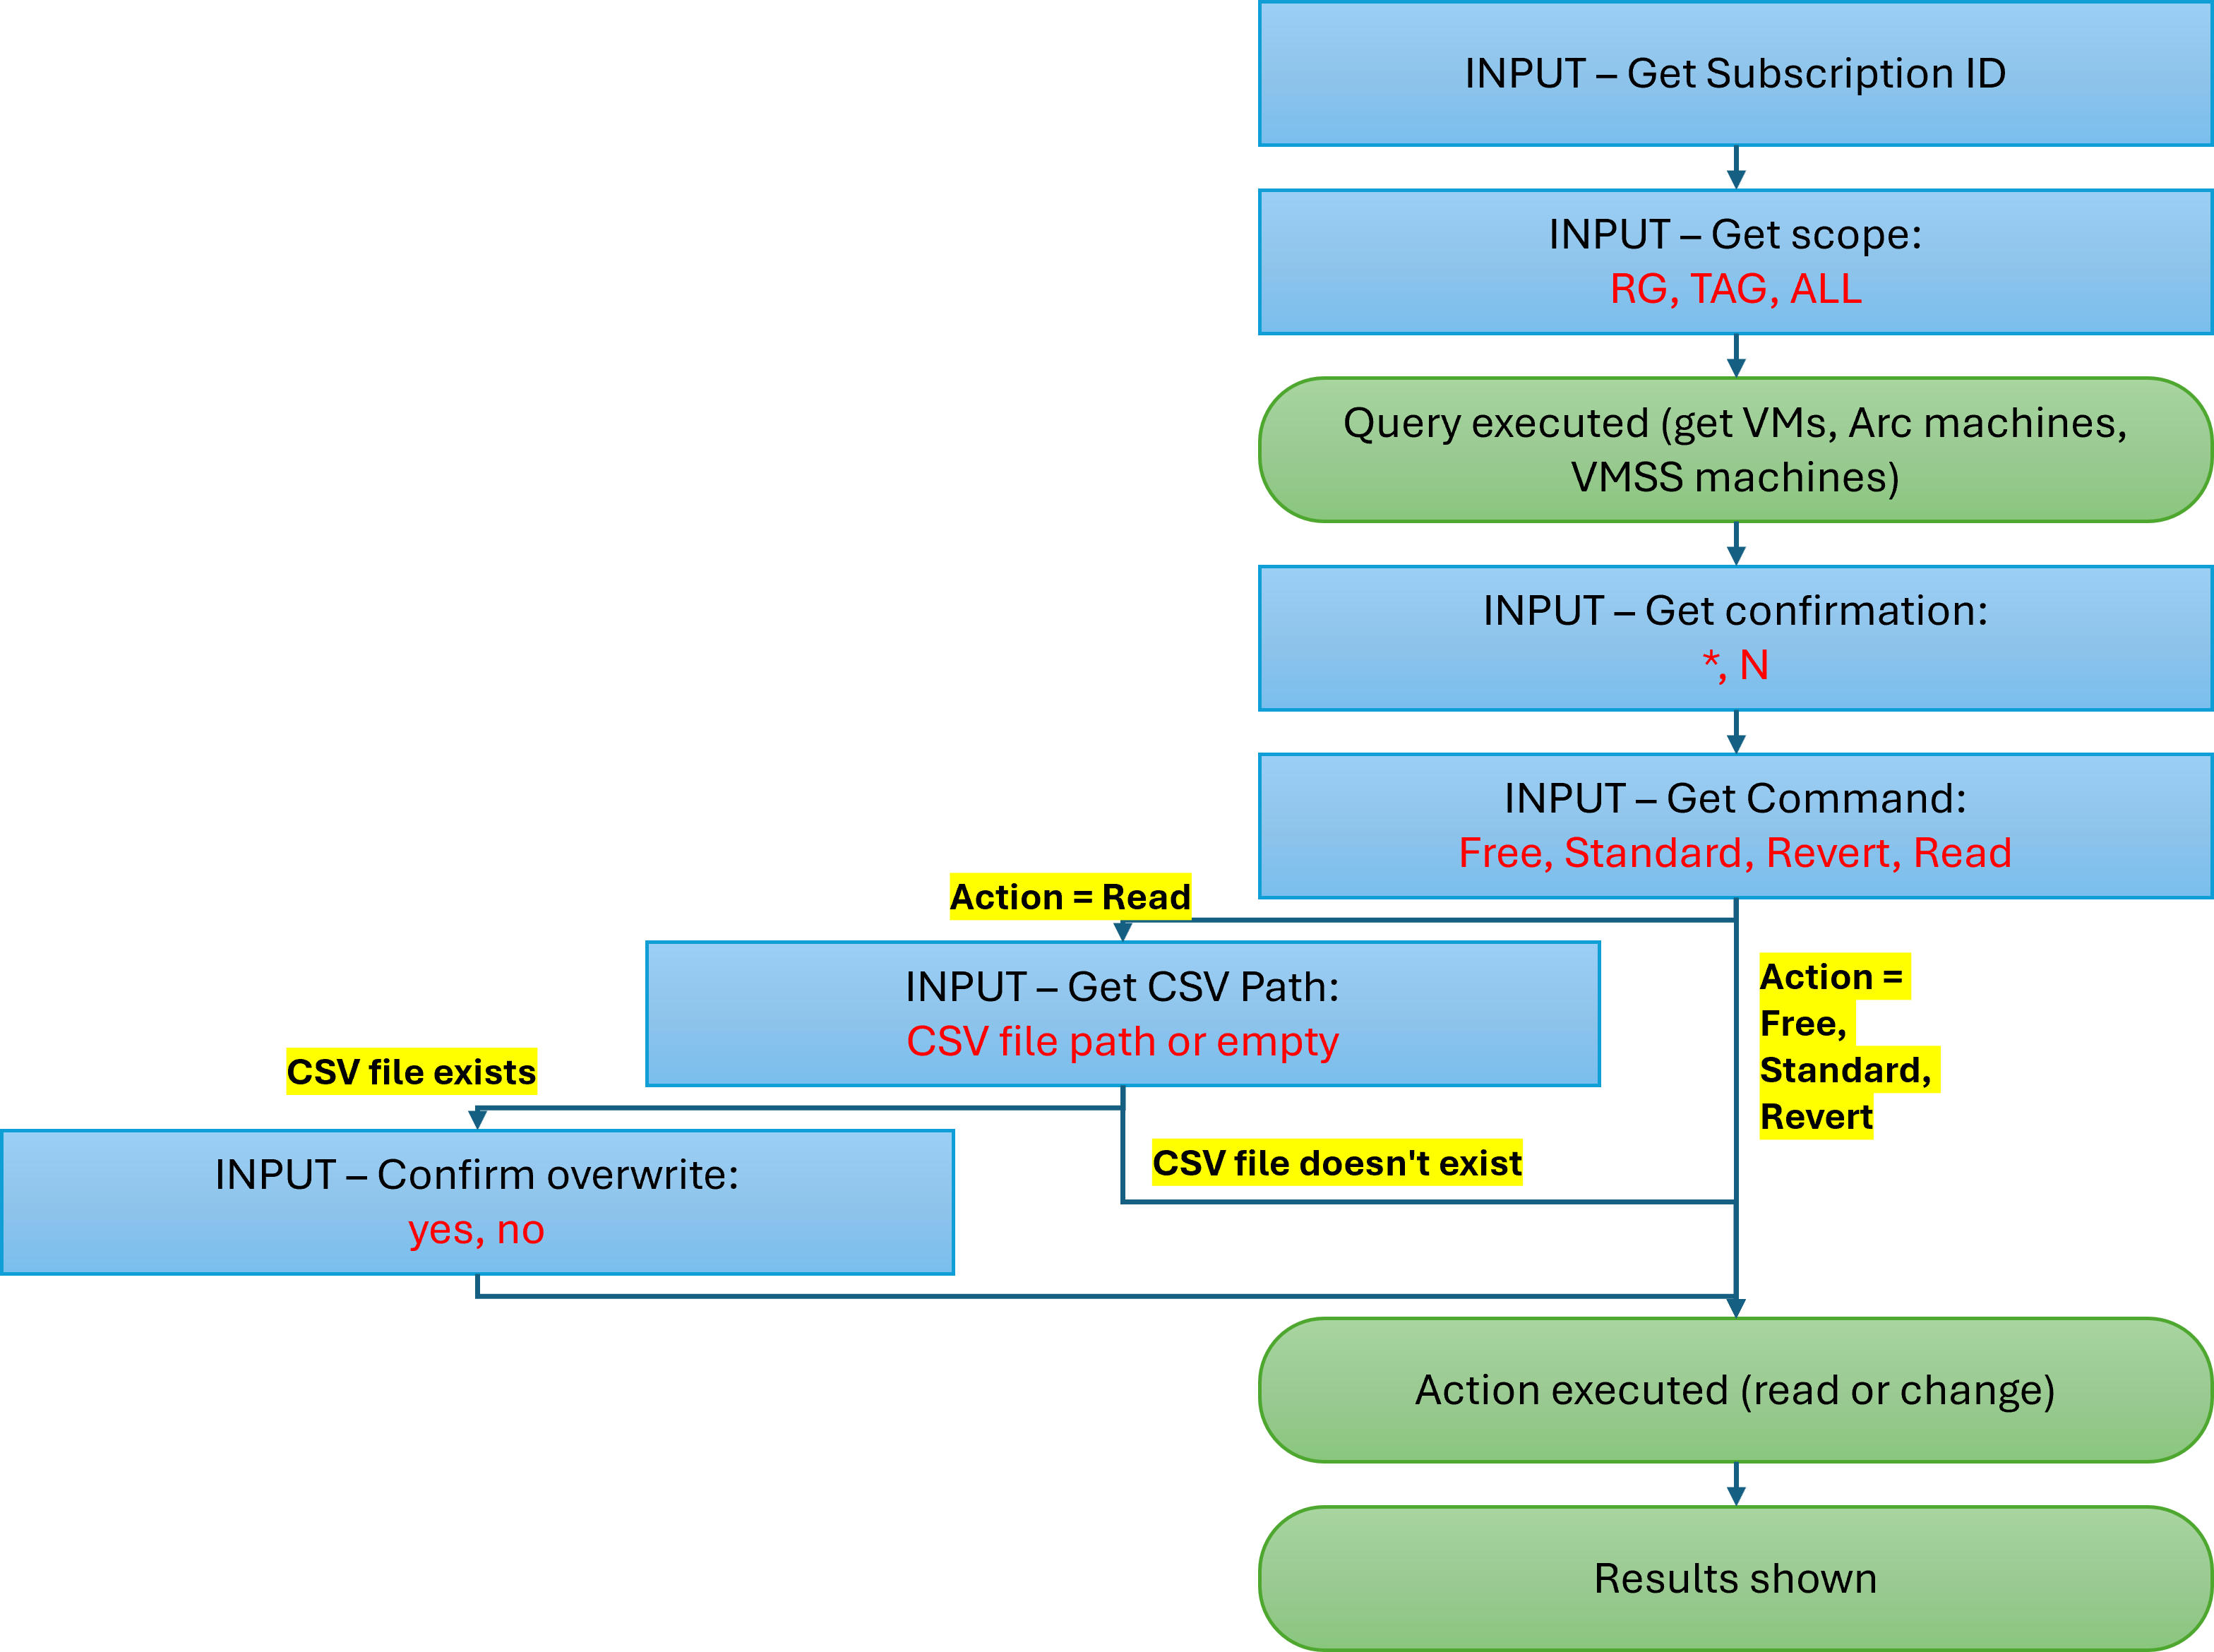 INPUT – Get Subscription ID
INPUT – Get scope:
RG, TAG, ALL
Query executed (get VMs, Arc machines,
VMSS machines)
INPUT – Get confirmation:
*, N
INPUT – Get Command:
Free, Standard, Revert, Read
Action = Read
Action =
Free,
Standard,
Revert
INPUT – Get CSV Path:
CSV file path or empty
CSV file exists
CSV file doesn't exist
INPUT – Confirm overwrite:
yes, no
Action executed (read or change)
Results shown